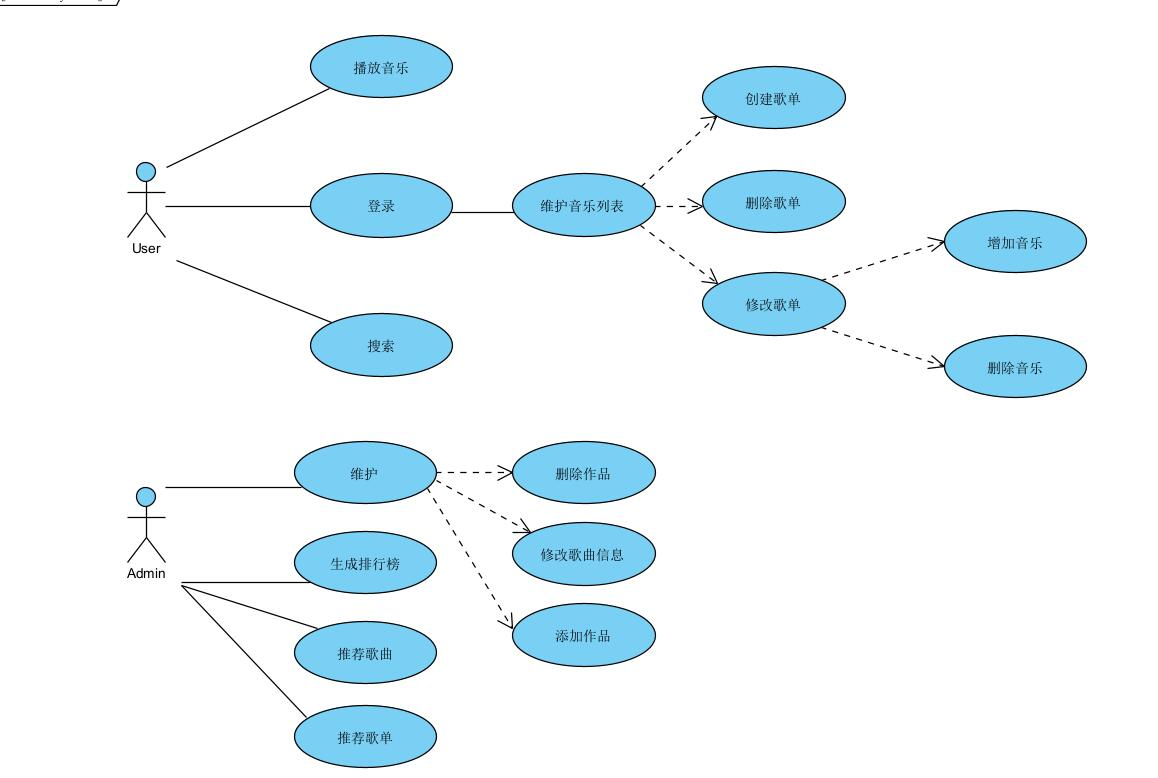 播放音乐
创建歌单
登录
维护音乐列表
删除歌单
User
增加音乐
修改歌单
搜索
删除音乐
维护
删除作品
Admin
修改歌曲信息
生成排行榜
添加作品
推荐歌曲
推荐歌单